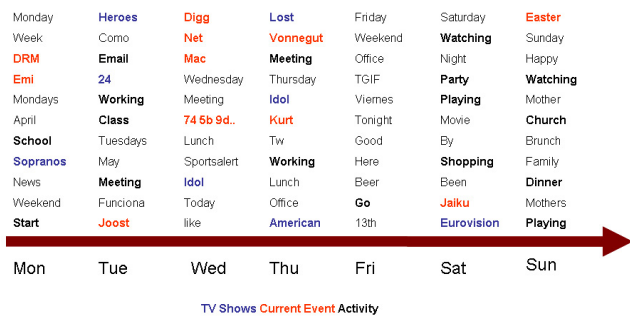 Monday Heroes Digg Lost Friday Saturday Easter
Week Como Net Vonnegut Weekend Watching Sunday
DRM Email Mac Meeting Office Night Happy
Emi 24 Wednesday Thursday TGIF Party Watching
Mondays Working Meeting Idol Viernes Playing Mother
April Class 74 5b 9d.. Kurt Tonight Movie Church
School Tuesdays Lunch Tw Good By Brunch
Sopranos May Sportsalert Working Here Shopping Family
News Meeting Idol Lunch Beer Been Dinner
Weekend Funciona Today Office Go Jaiku Mothers
Start Joost like American 13th Eurovision Playing
Mon Tue Wed Thu Fri Sat Sun
TV Shows Current Event Activity